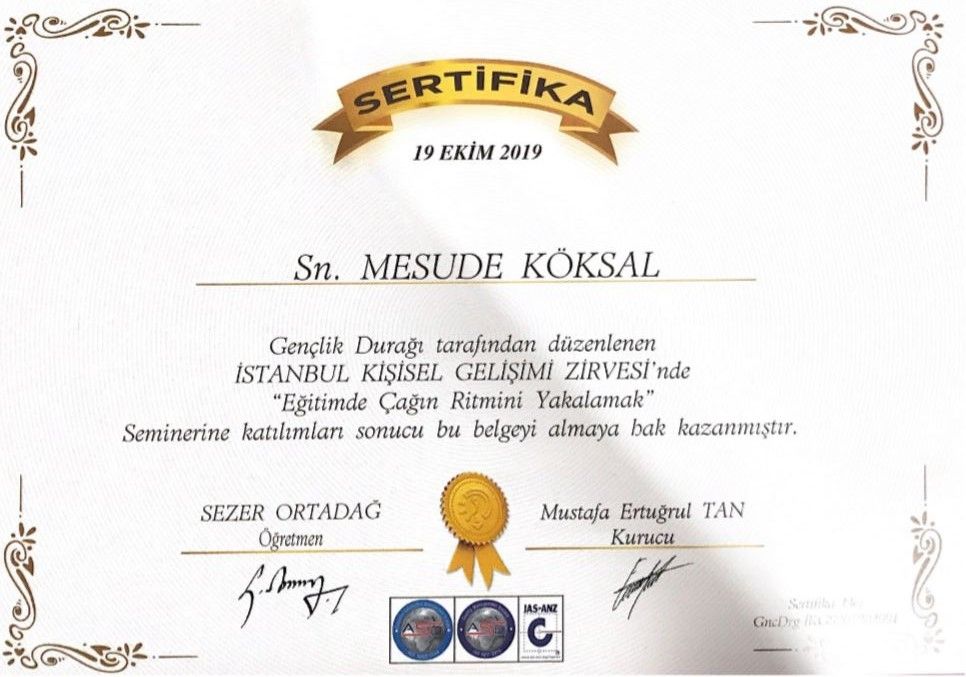 SERTİFİKA
19 EKİM 2019
Sn. MESUDE KÖKSAL
Gençlik Durağı tarafından düzenlenen
İSTANBUL KİŞİSEL GELİŞİMİ ZİRVESİ’nde
“Eğitimde Çağın Ritmini Yakalamak”
Seminerine katılımları sonucu bu belgeyi almaya hak kazanmıştır.
SEZER ORTADAĞ
Öğretmen
Mustafa Ertuğrul TAN
Kurucu
JAS-ANZ
Sertifika
GncDrg